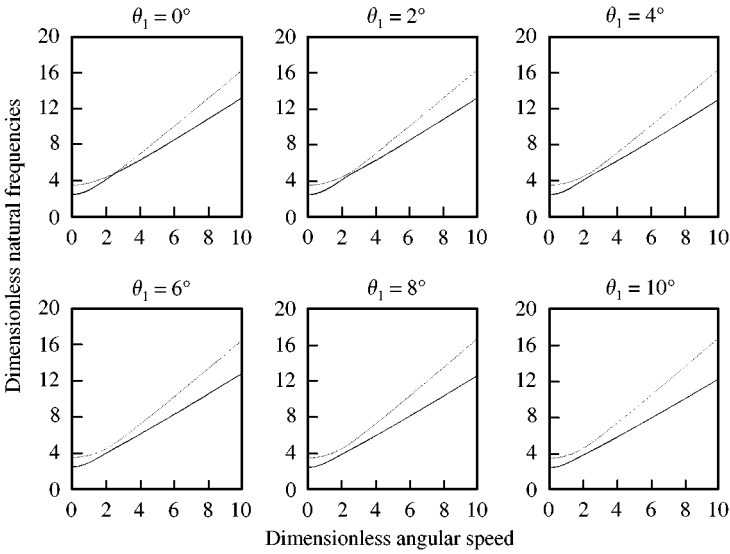 θ1 = 0° θ1 = 2° θ1 = 4°
20 20 20
16 16 16
12 12 12
8 8 8
4 4 4
0 0 0
0 2 4 6 8 10 0 2 4 6 8 10 0 2 4 6 8 10
Dimensionless natural frequencies
θ1 = 6° θ1 = 8° θ1 = 10°
20 20 20
16 16 16
12 12 12
8 8 8
4 4 4
0 0 0
0 2 4 6 8 10 0 2 4 6 8 10 0 2 4 6 8 10
Dimensionless angular speed